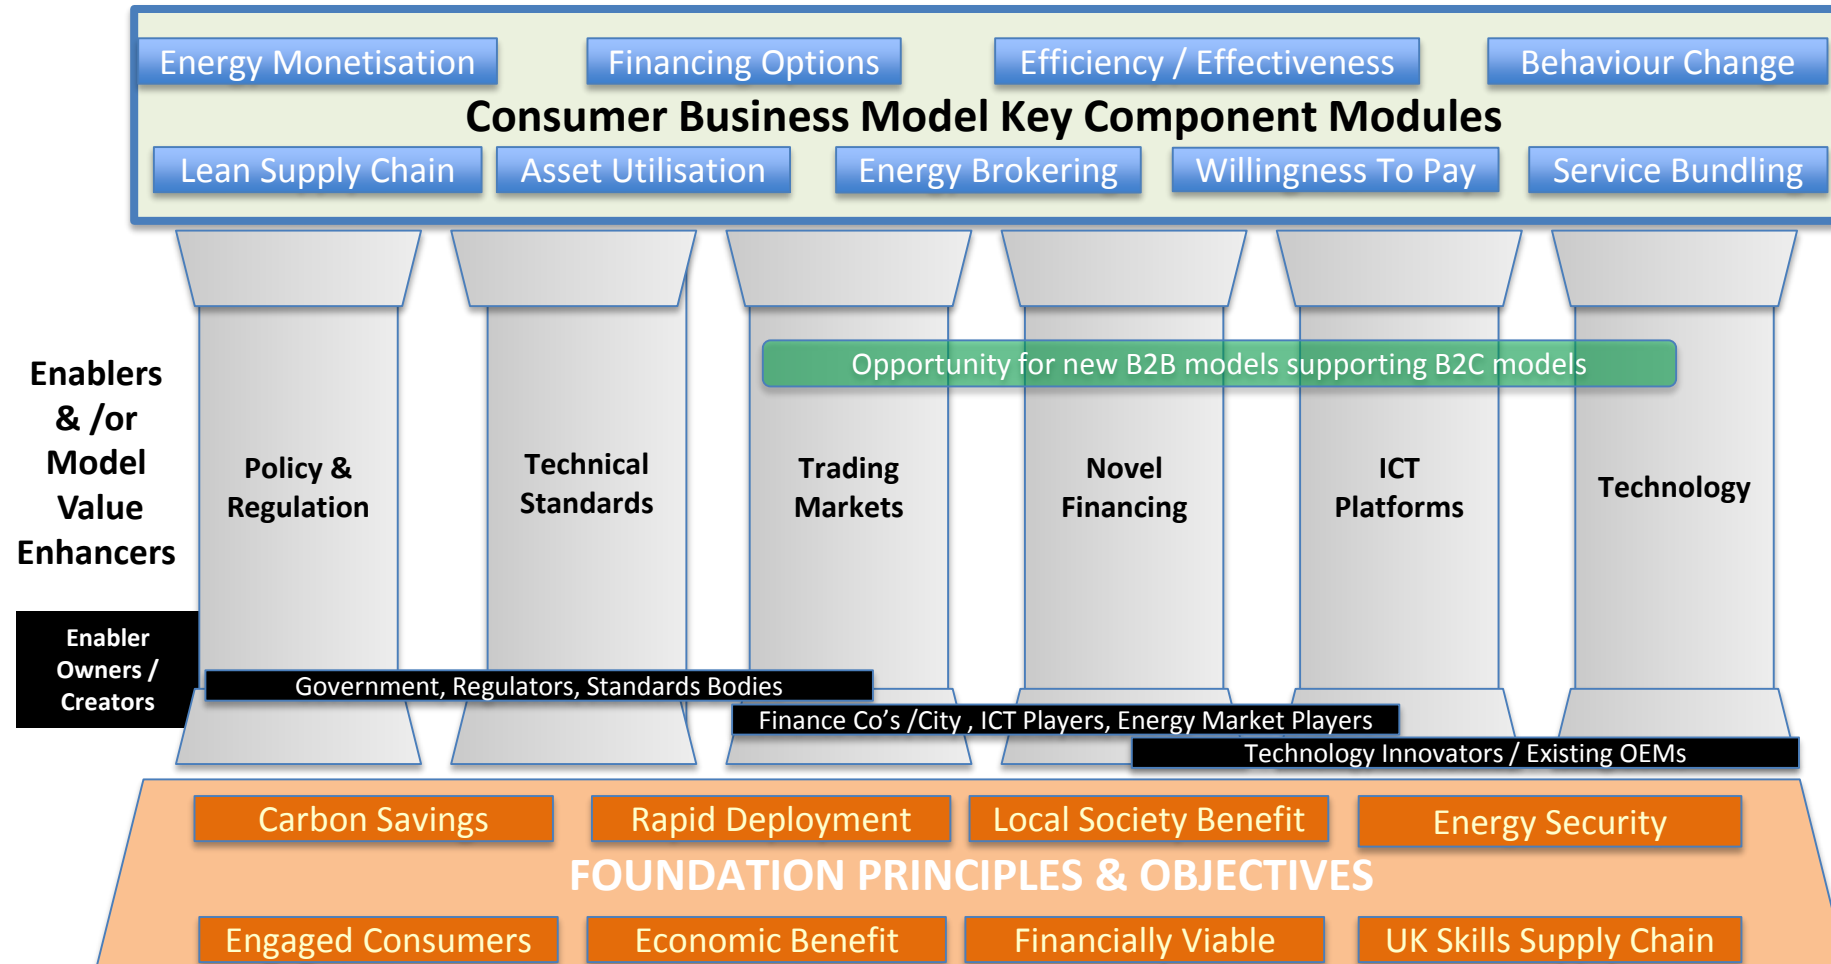 Energy Monetisation
Financing Options
Efficiency / Effectiveness
Behaviour Change
Consumer Business Model Key Component Modules
Lean Supply Chain
Asset Utilisation
Energy Brokering
Willingness To Pay
Service Bundling
Opportunity for new B2B models supporting B2C models
Enablers
& /or
Model
Value
Enhancers
Policy &
Regulation
Technical
Standards
Trading
Markets
Novel
Financing
ICT
Platforms
Technology
Enabler
Owners /
Creators
Government, Regulators, Standards Bodies
Finance Co's /City , ICT Players, Energy Market Players
Technology Innovators / Existing OEMs
Carbon Savings
Rapid Deployment
Local Society Benefit
Energy Security
FOUNDATION PRINCIPLES & OBJECTIVES
Engaged Consumers
Economic Benefit
Financially Viable
UK Skills Supply Chain